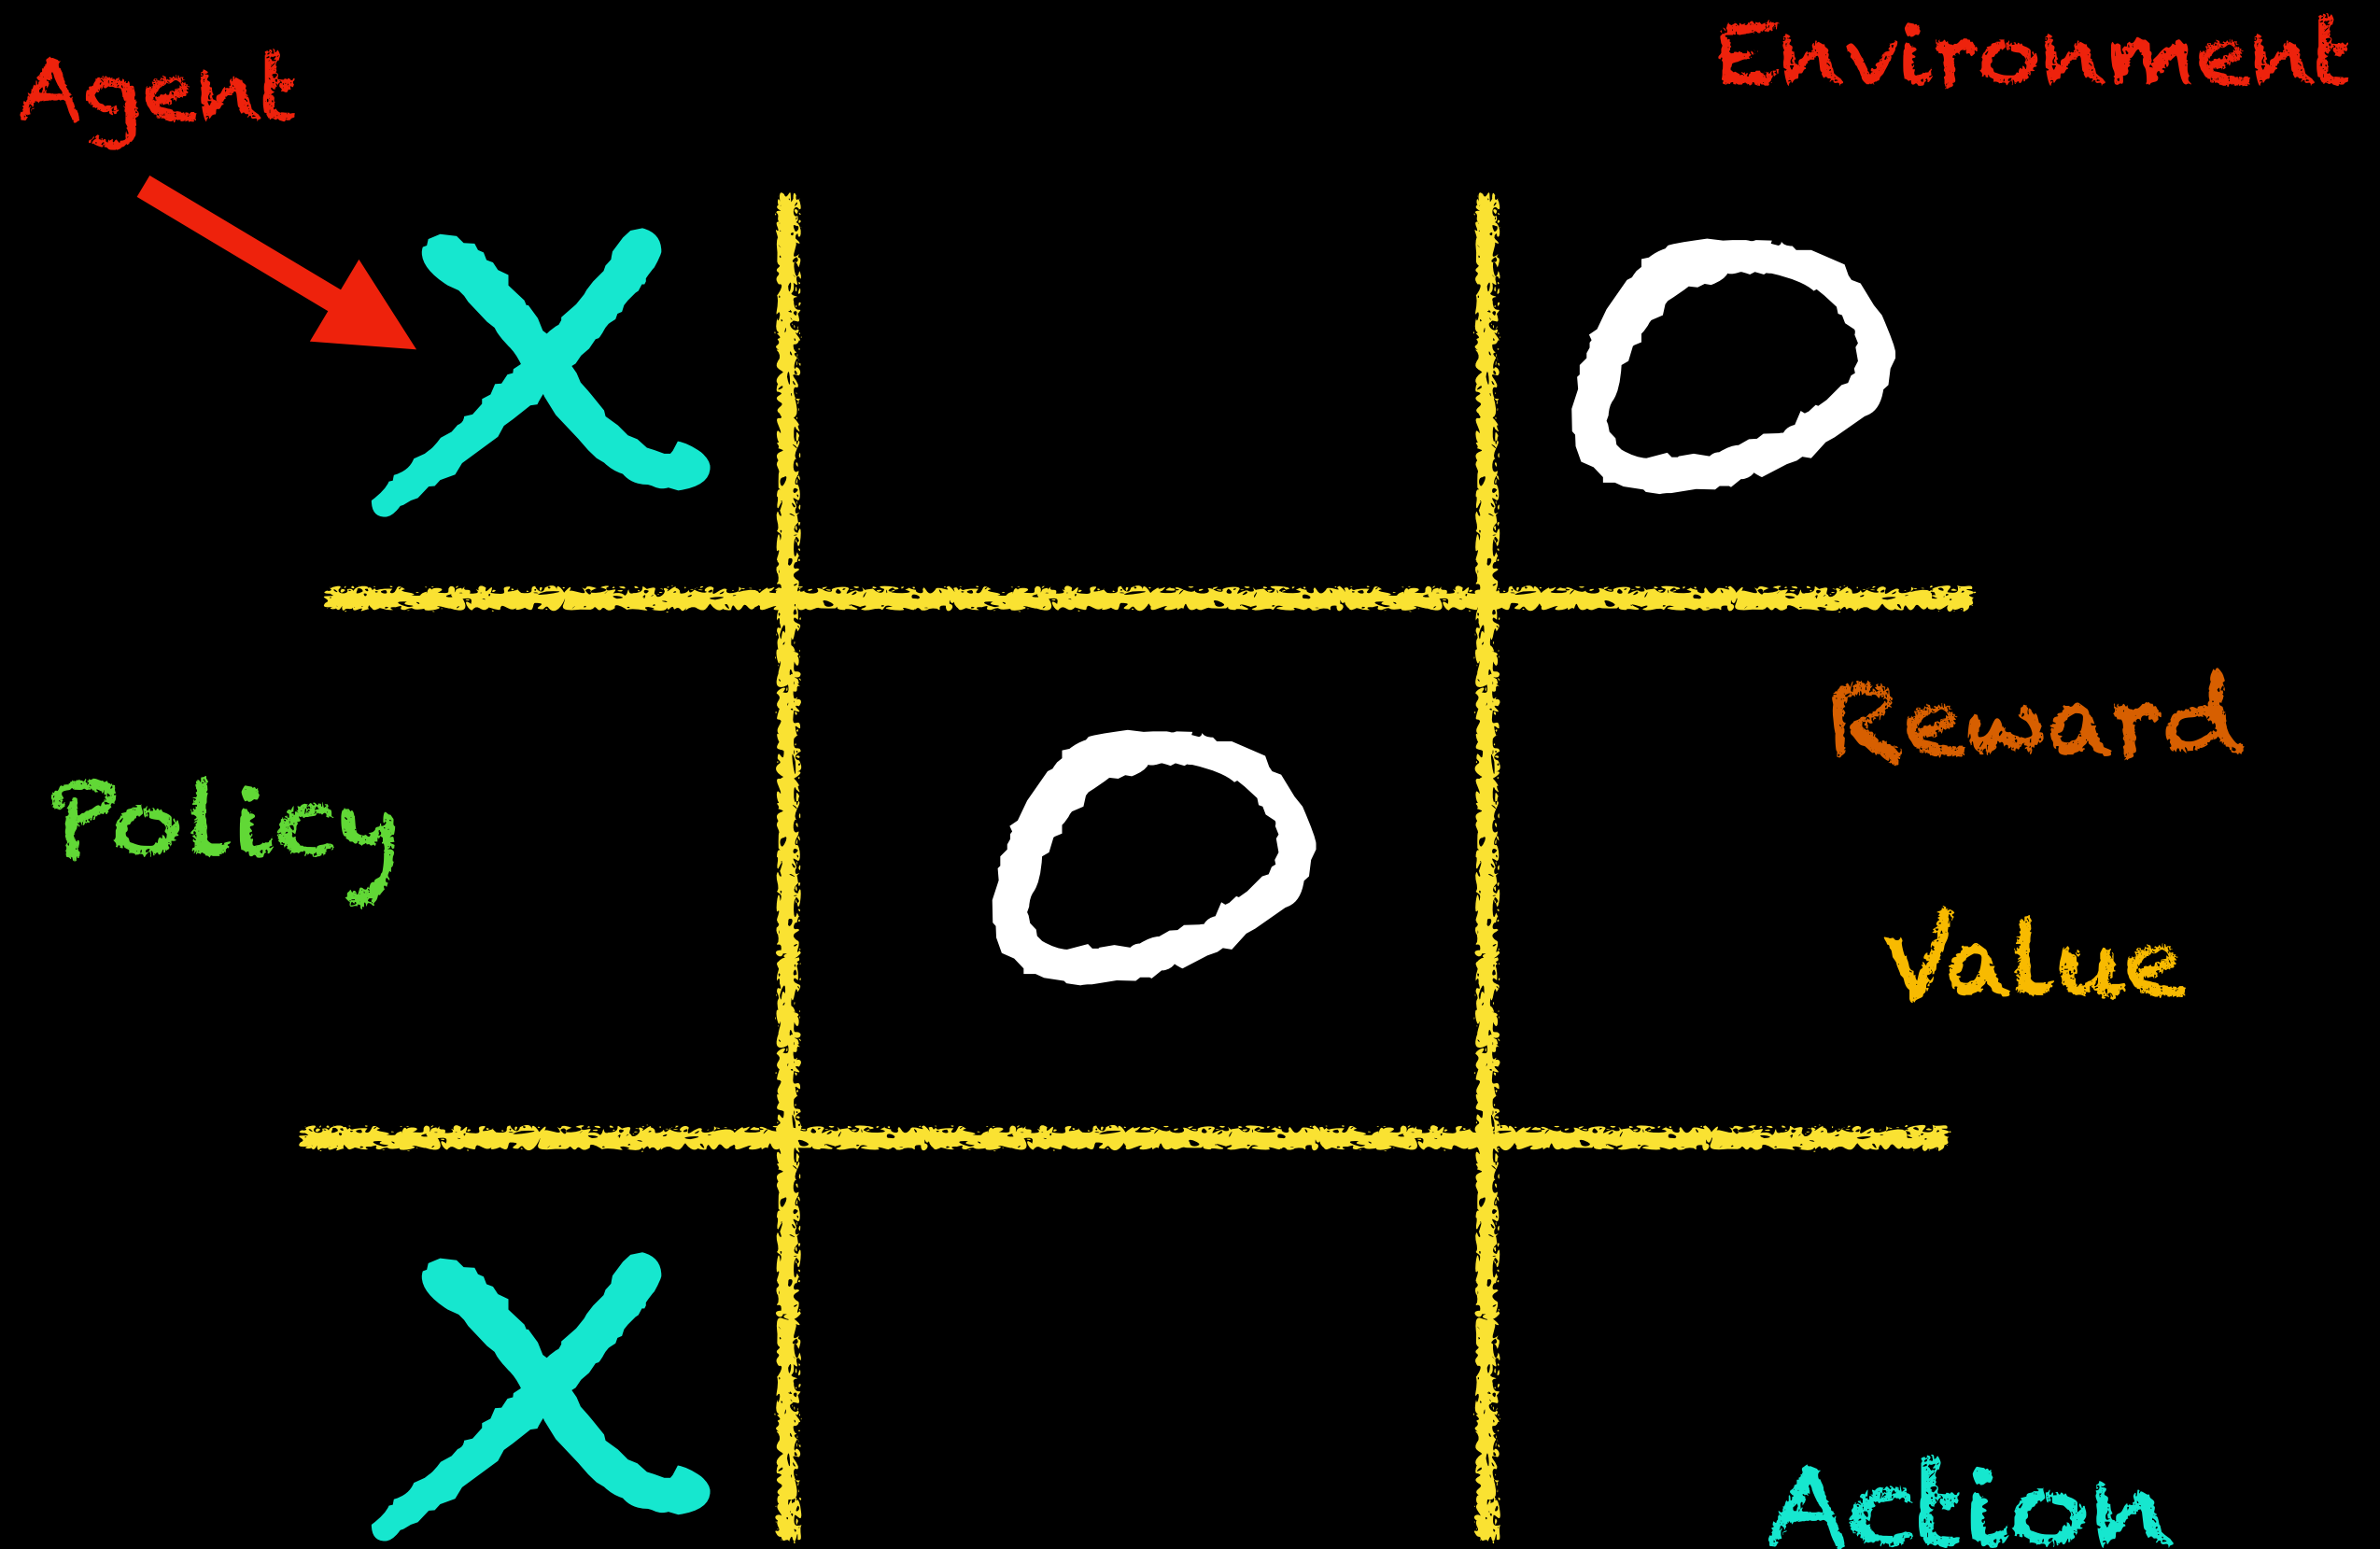 Agent
Environment
X
O
Reward
Policy
O
Value
X
Action